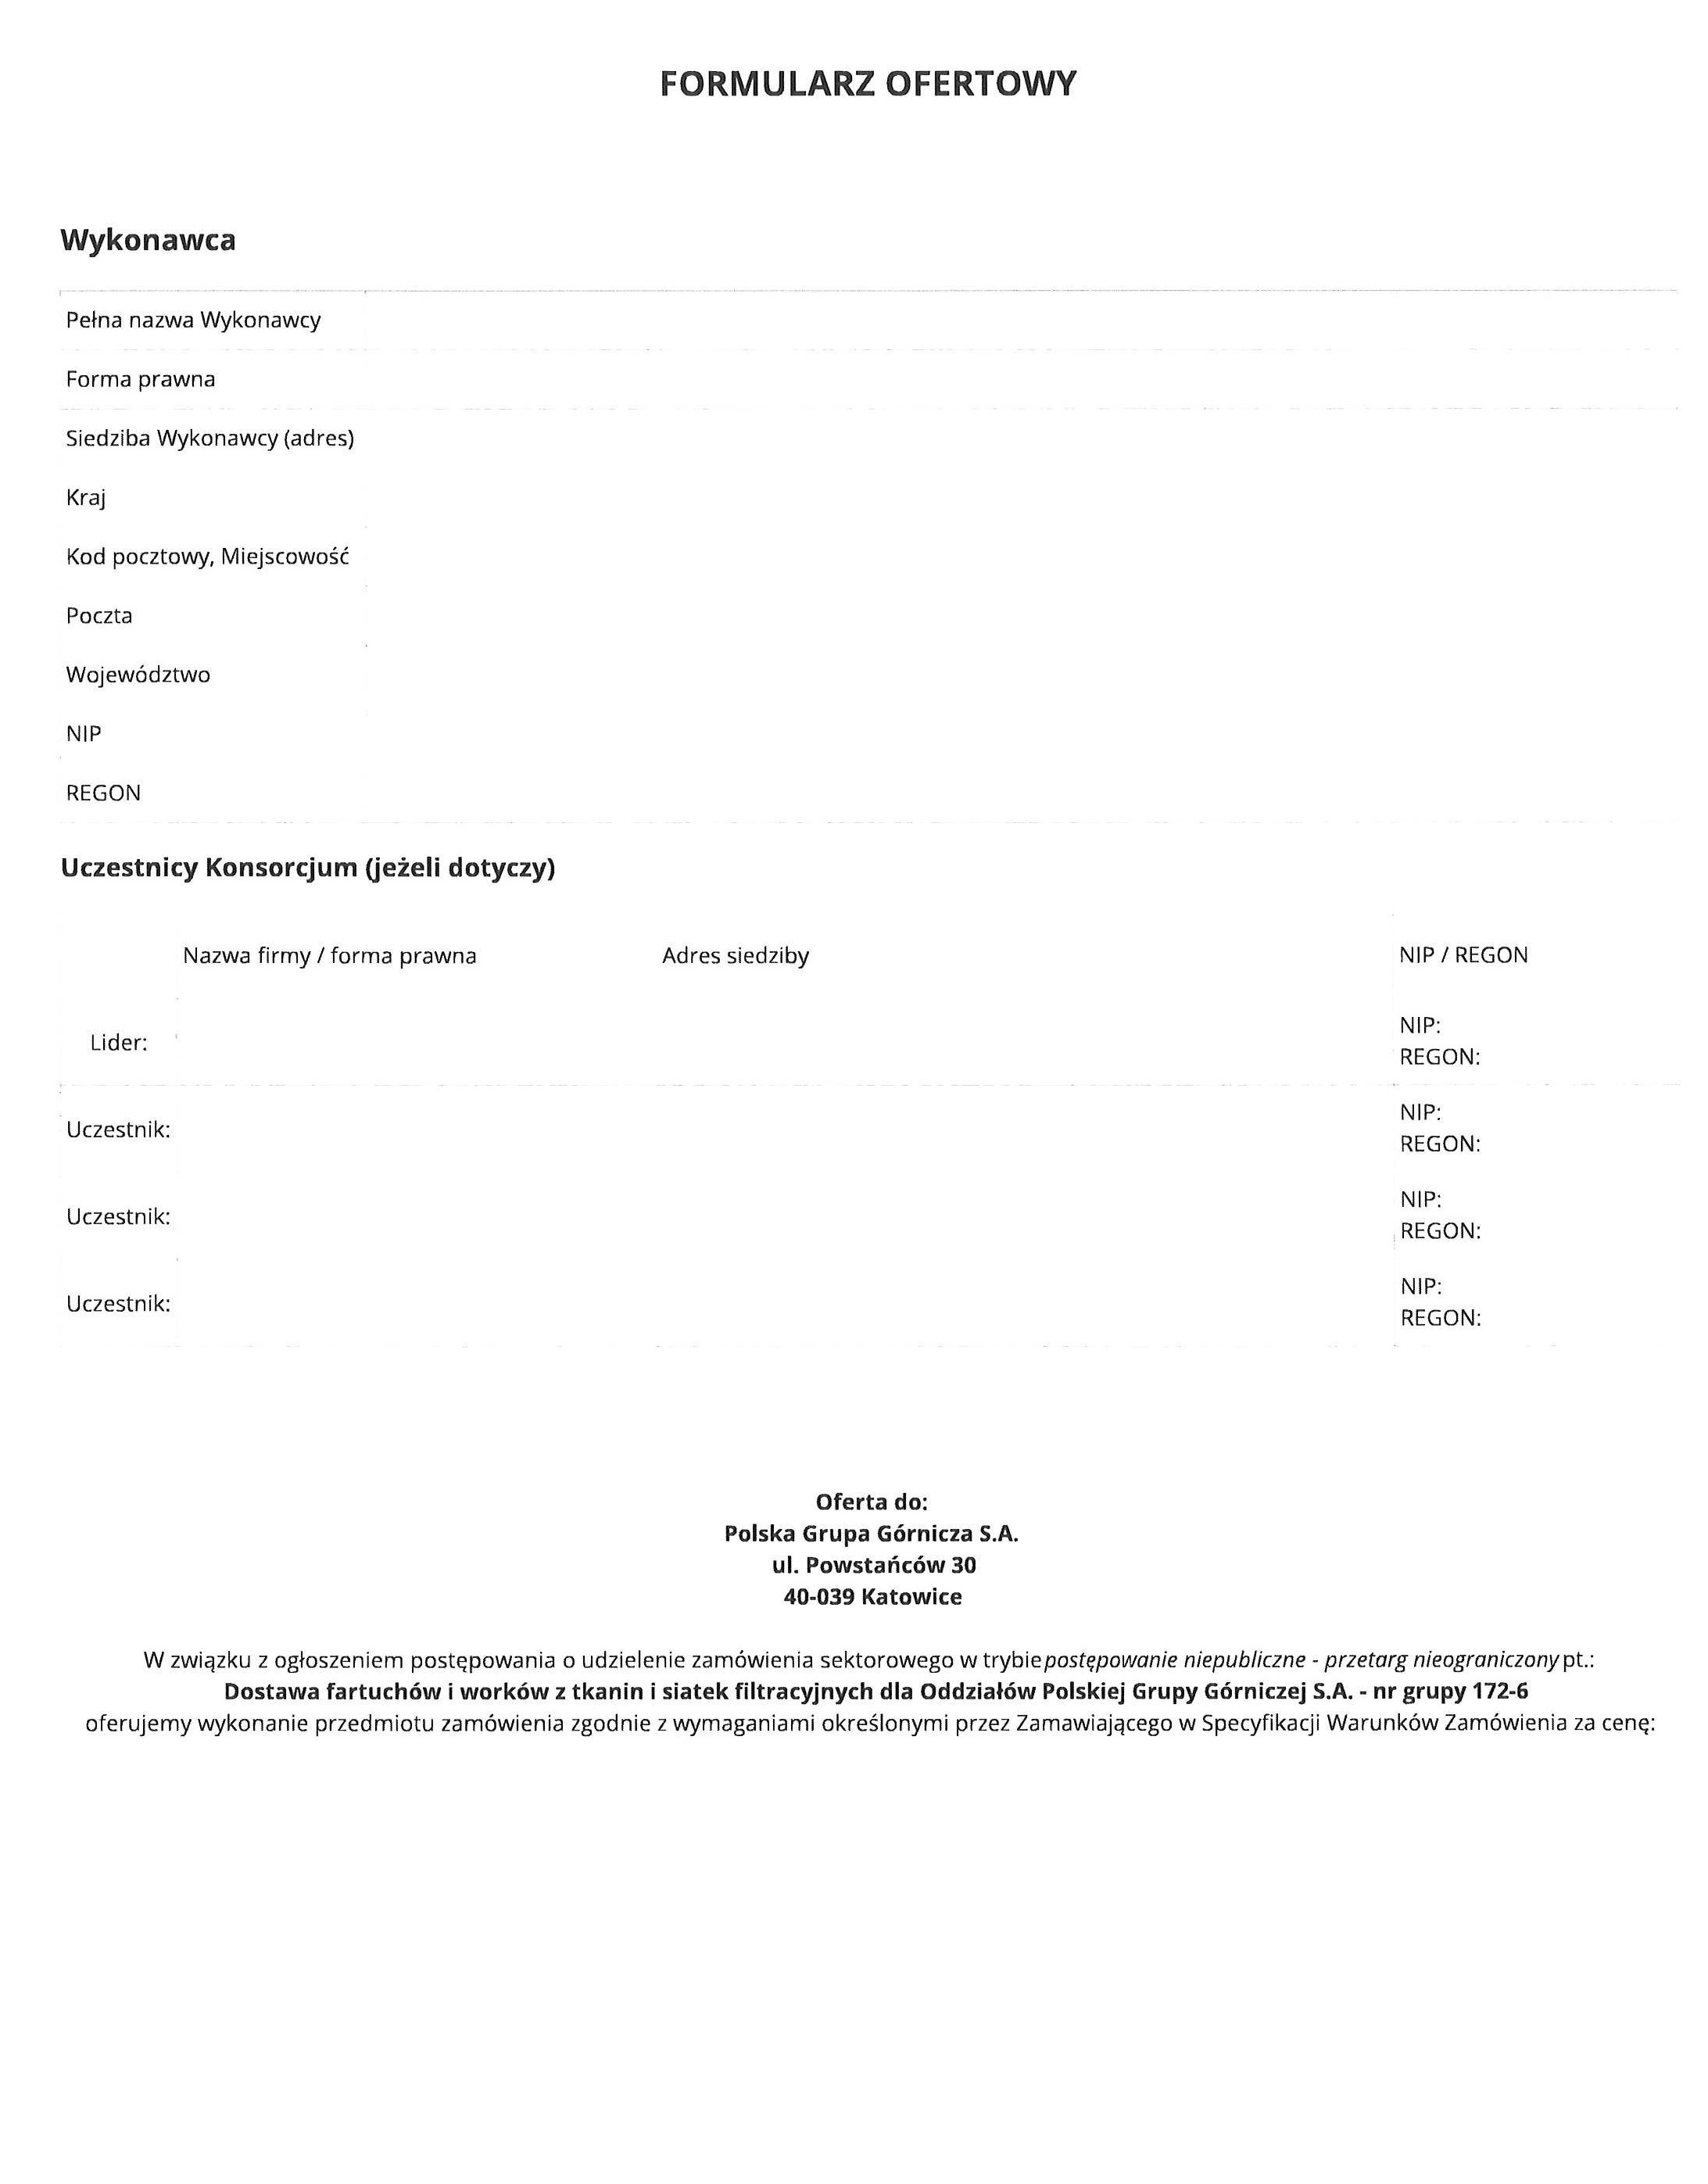 FORMULARZ OFERTOWY
Wykonawca
Pełna nazwa Wykonawcy
Forma prawna
Siedziba Wykonawcy (adres)
Kraj
Kod pocztowy, Miejscowość
Poczta
Województwo
NIP
REGON
Uczestnicy Konsorcjum (jeżeli dotyczy)
Nazwa firmy / forma prawna Adres siedziby NIP / REGON
Lider:
NIP:
REGON:
Uczestnik:
NIP:
REGON:
Uczestnik:
NIP:
REGON:
Uczestnik:
NIP:
REGON:
Oferta do:
Polska Grupa Górnicza S.A.
ul. Powstańców 30
40-039 Katowice
W związku z ogłoszeniem postępowania o udzielenie zamówienia sektorowego w trybie postępowanie niepubliczne - przetarg nieograniczony pt.:
Dostawa fartuchów i worków z tkanin i siatek filtracyjnych dla Oddziałów Polskiej Grupy Górniczej S.A. - nr grupy 172-6
oferujemy wykonanie przedmiotu zamówienia zgodnie z wymaganiami określonymi przez Zamawiającego w Specyfikacji Warunków Zamówienia za cenę: